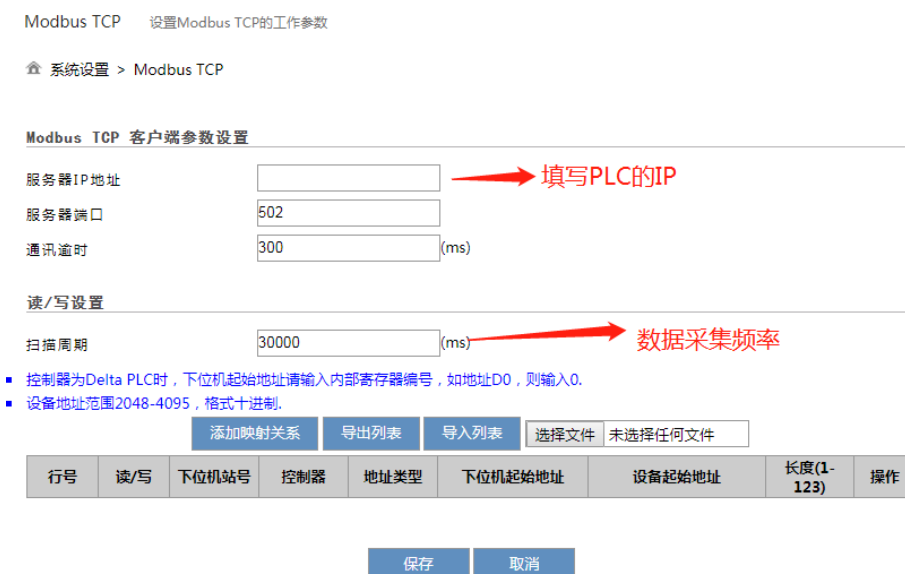 Modbus TCP 设置Modbus TCP的工作参数
系统设置 > Modbus TCP
Modbus TCP 客户端参数设置
服务器IP地址 填写PLC的IP
服务器端口 502
通讯逾时 300 (ms)
读/写设置
扫描周期 30000 (ms) 数据采集频率
控制器为Delta PLC时，下位机起始地址请输入内部寄存器编号，如地址D0，则输入0.
设备地址范围2048-4095，格式十进制.
添加映射关系 导出列表 导入列表 选择文件 未选择任何文件
行号 读/写 下位机站号 控制器 地址类型 下位机起始地址 设备起始地址 长度(1-
123) 操作
保存 取消